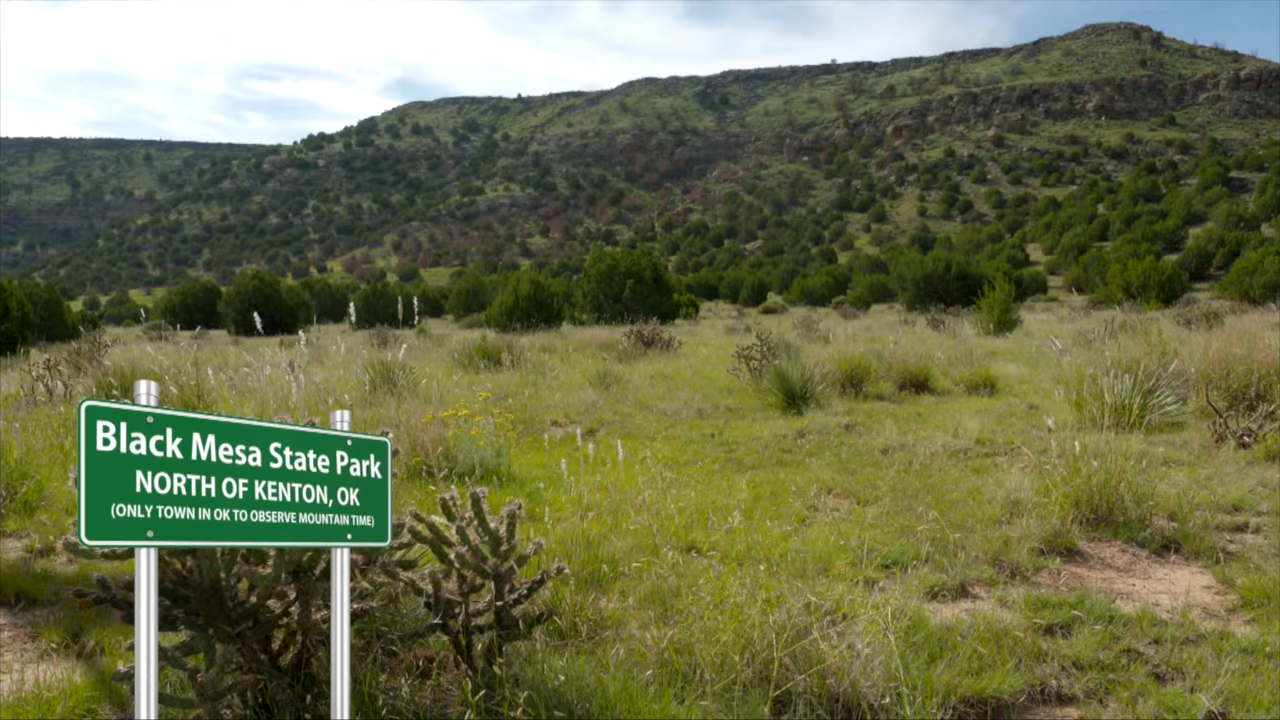 Black Mesa State Park
NORTH OF KENTON, OK
(ONLY TOWN IN OK TO OBSERVE MOUNTAIN TIME)